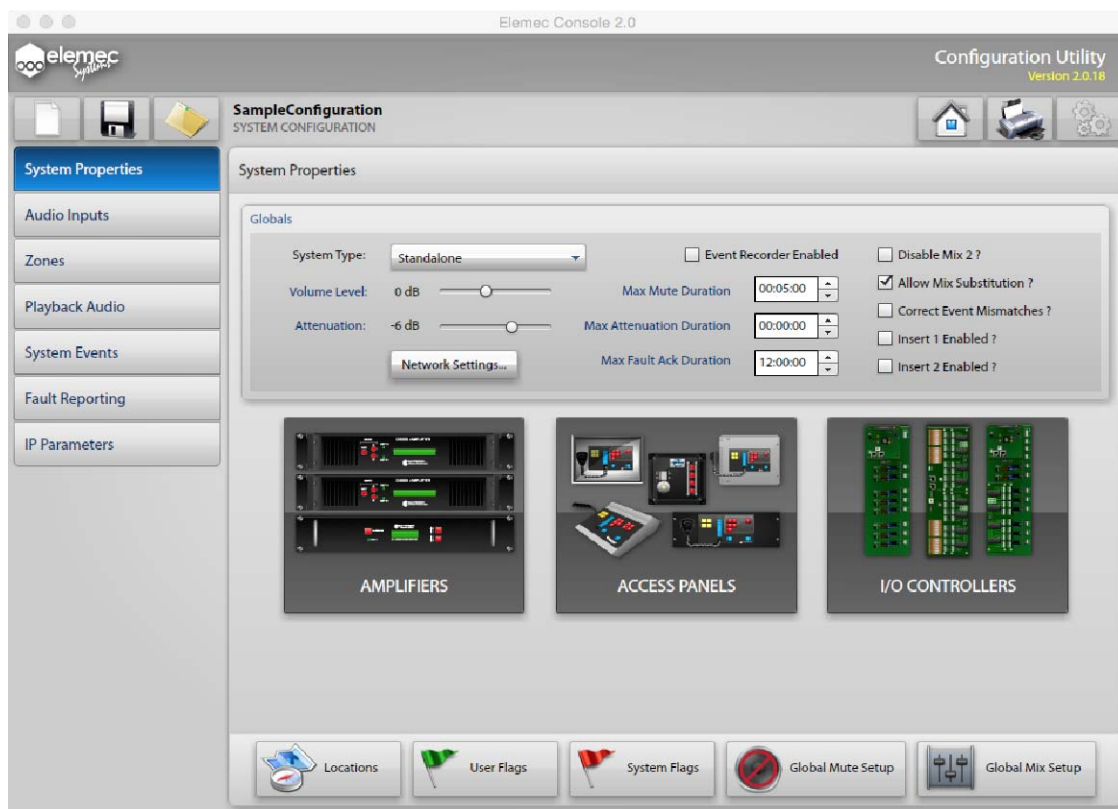 Elemec Console 2.0
elemec
Systems
Configuration Utility
Version 2.0.18
SampleConfiguration
SYSTEM CONFIGURATION
System Properties
Audio Inputs
Zones
Playback Audio
System Events
Fault Reporting
IP Parameters
System Properties
Globals
System Type: Standalone
Volume Level: 0 dB
Attenuation: -6 dB
Network Settings...
Event Recorder Enabled
Max Mute Duration 00:05:00
Max Attenuation Duration 00:00:00
Max Fault Ack Duration 12:00:00
Disable Mix 2 ?
Allow Mix Substitution ?
Correct Event Mismatches ?
Insert 1 Enabled ?
Insert 2 Enabled ?
AMPLIFIERS
ACCESS PANELS
I/O CONTROLLERS
Locations
User Flags
System Flags
Global Mute Setup
Global Mix Setup